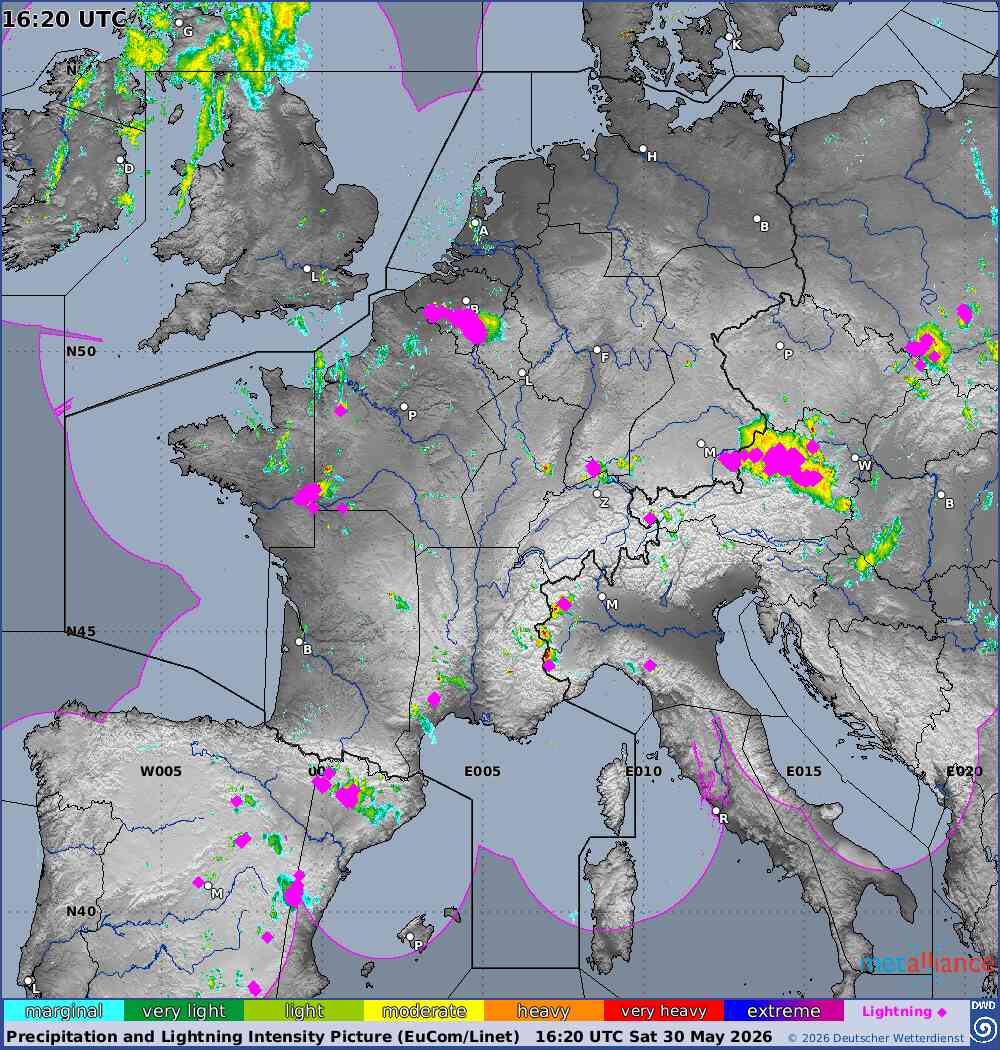 16:20 UTC
G
K
N
D
H
A
B
L
B
N50
F
P
L
P
M
W
Z
B
M
N45
B
W005
00
E005
E010
E015
E020
R
M
N40
P
L
metalliance
marginal very light light moderate heavy very heavy extreme Lightning
DWD
Precipitation and Lightning Intensity Picture (EuCom/Linet) 16:20 UTC Sat 30 May 2026 © 2026 Deutscher Wetterdienst